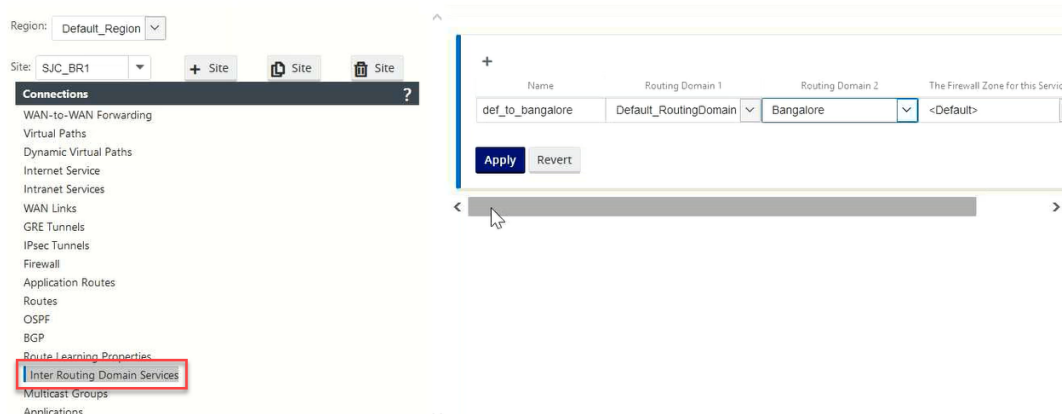 Region: Default_Region
Site: SJC_BR1 + Site Site Site
Connections ?
WAN-to-WAN Forwarding
Virtual Paths
Dynamic Virtual Paths
Internet Service
Intranet Services
WAN Links
GRE Tunnels
IPsec Tunnels
Firewall
Application Routes
Routes
OSPF
BGP
Route Learning Properties
Inter Routing Domain Services
Multicast Groups
Applications
+
Name Routing Domain 1 Routing Domain 2 The Firewall Zone for this
def_to_bangalore Default_RoutingDomain Bangalore <Default>
Apply Revert